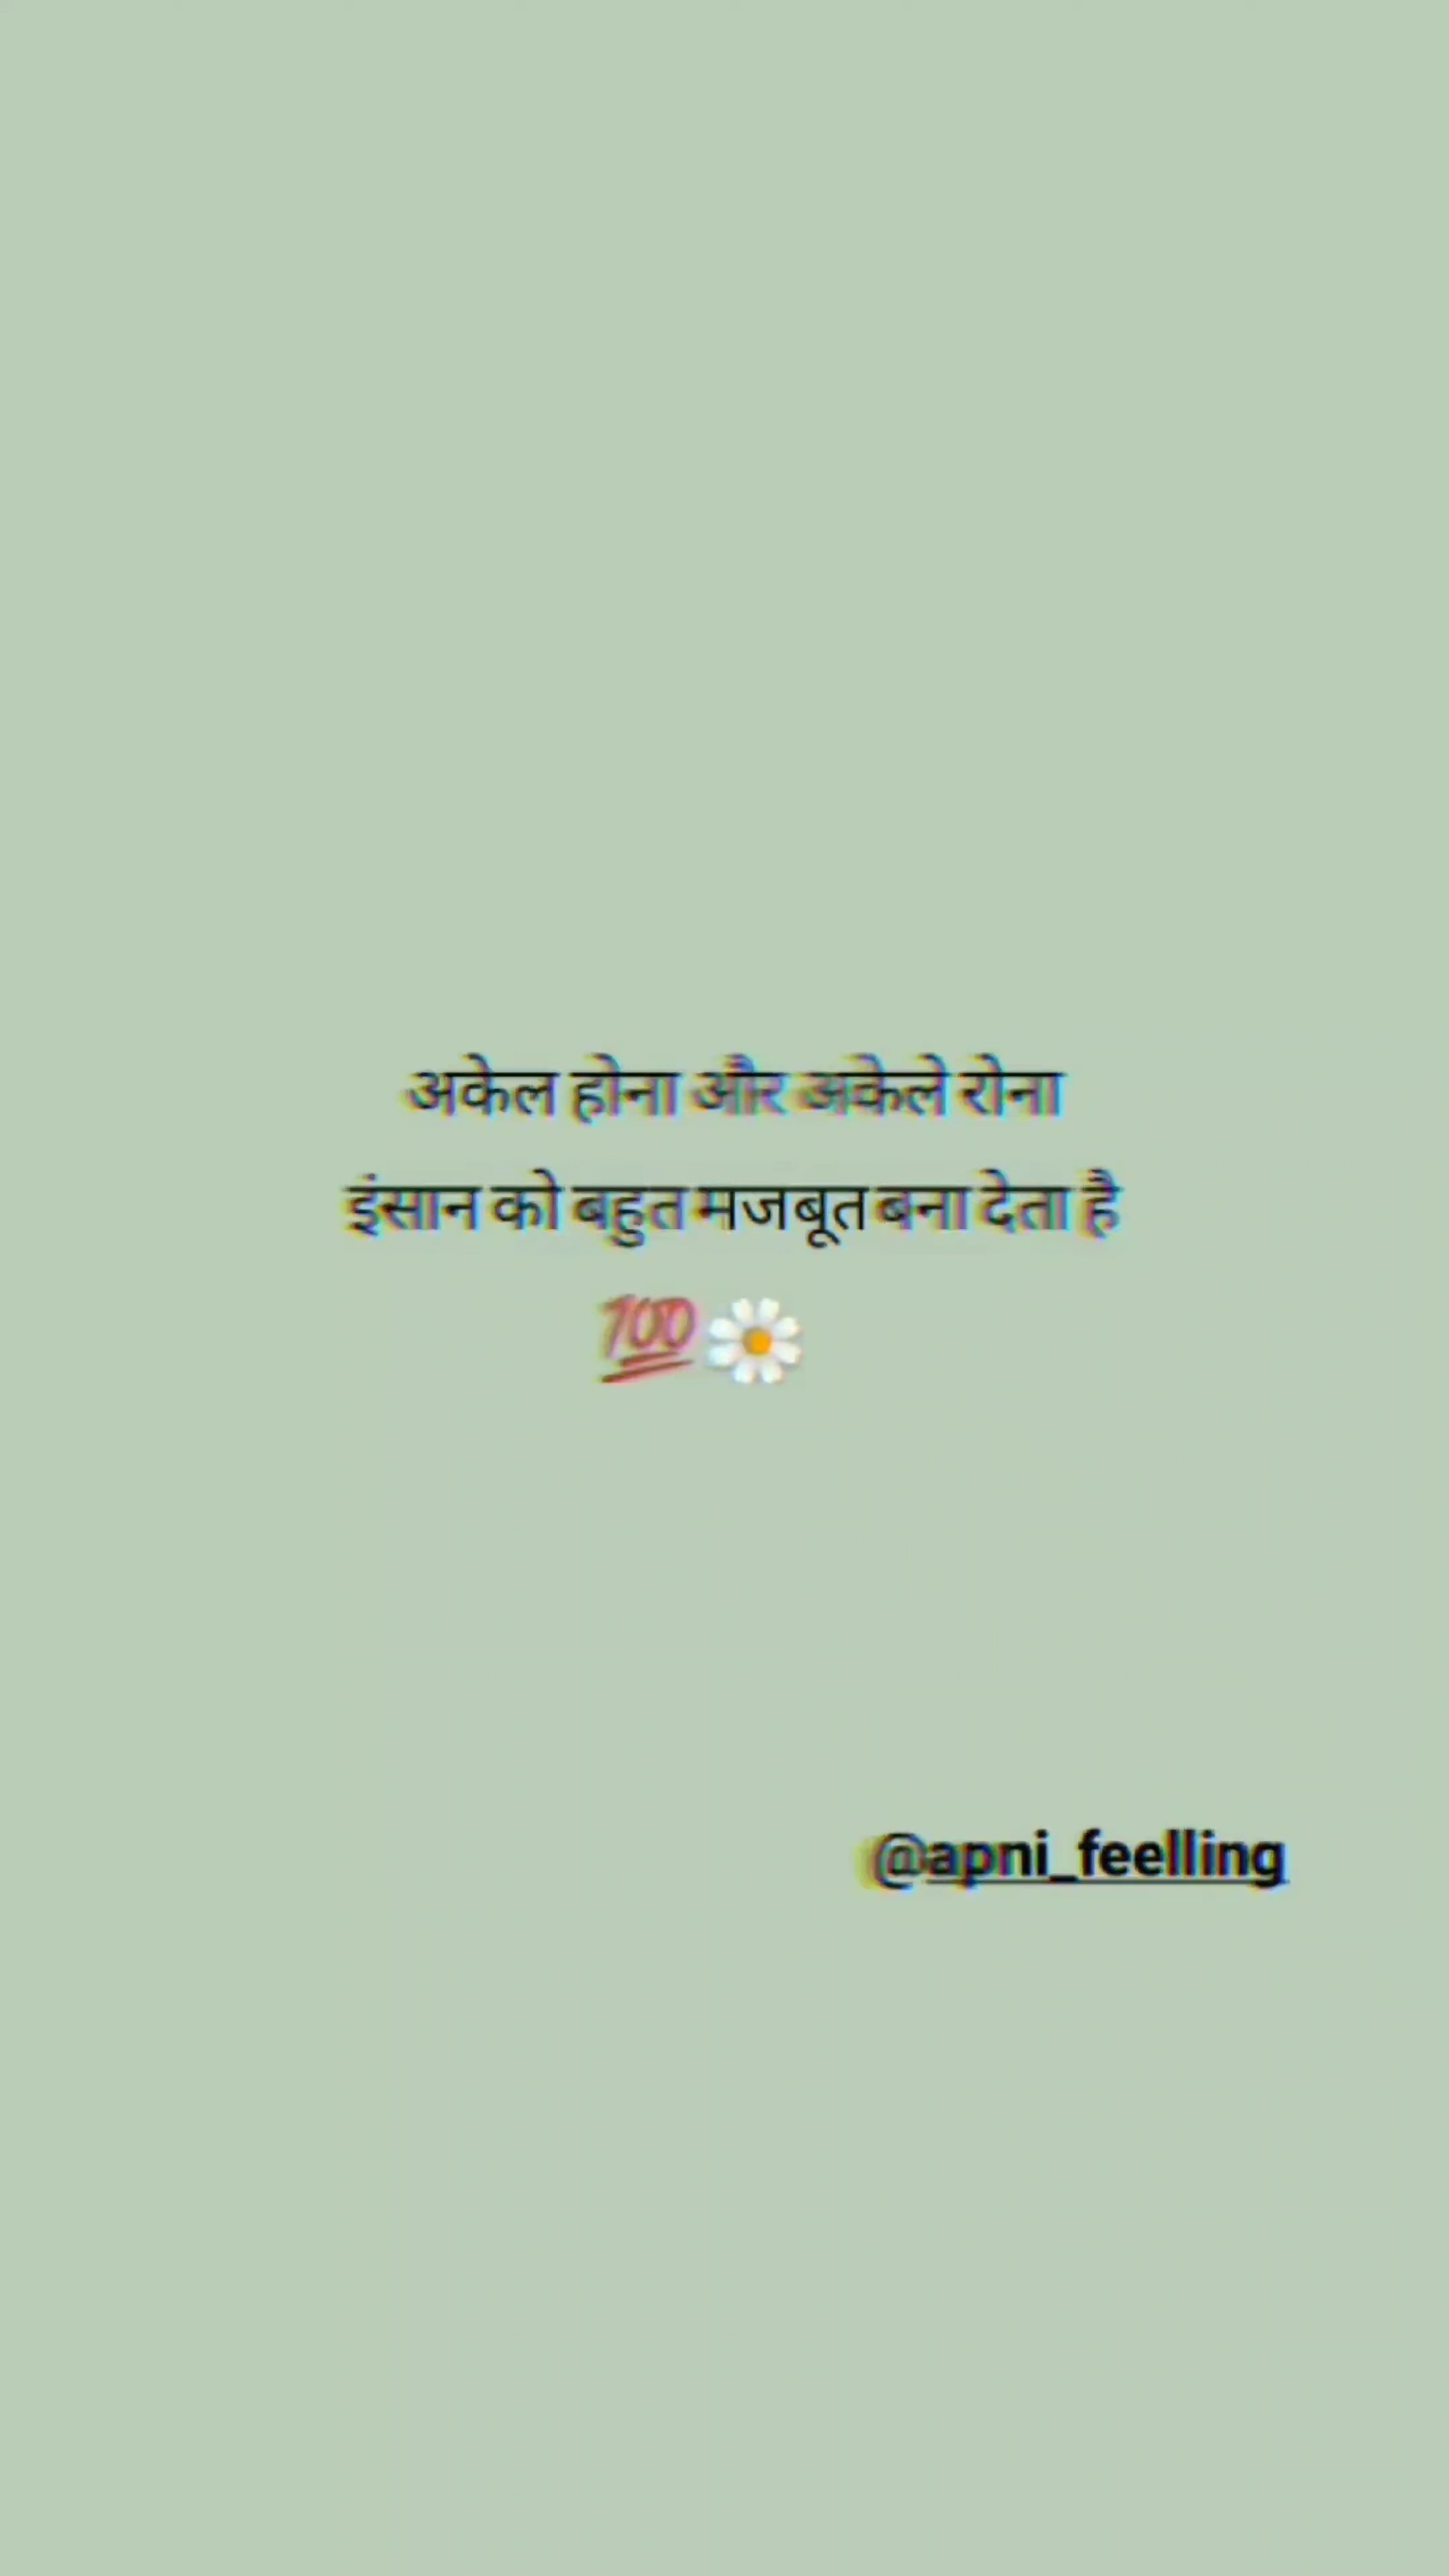 अकेल होना और अकेले रोना
इंसान को बहुत मजबूत बना देता है
💯🌼
@apni_feelling